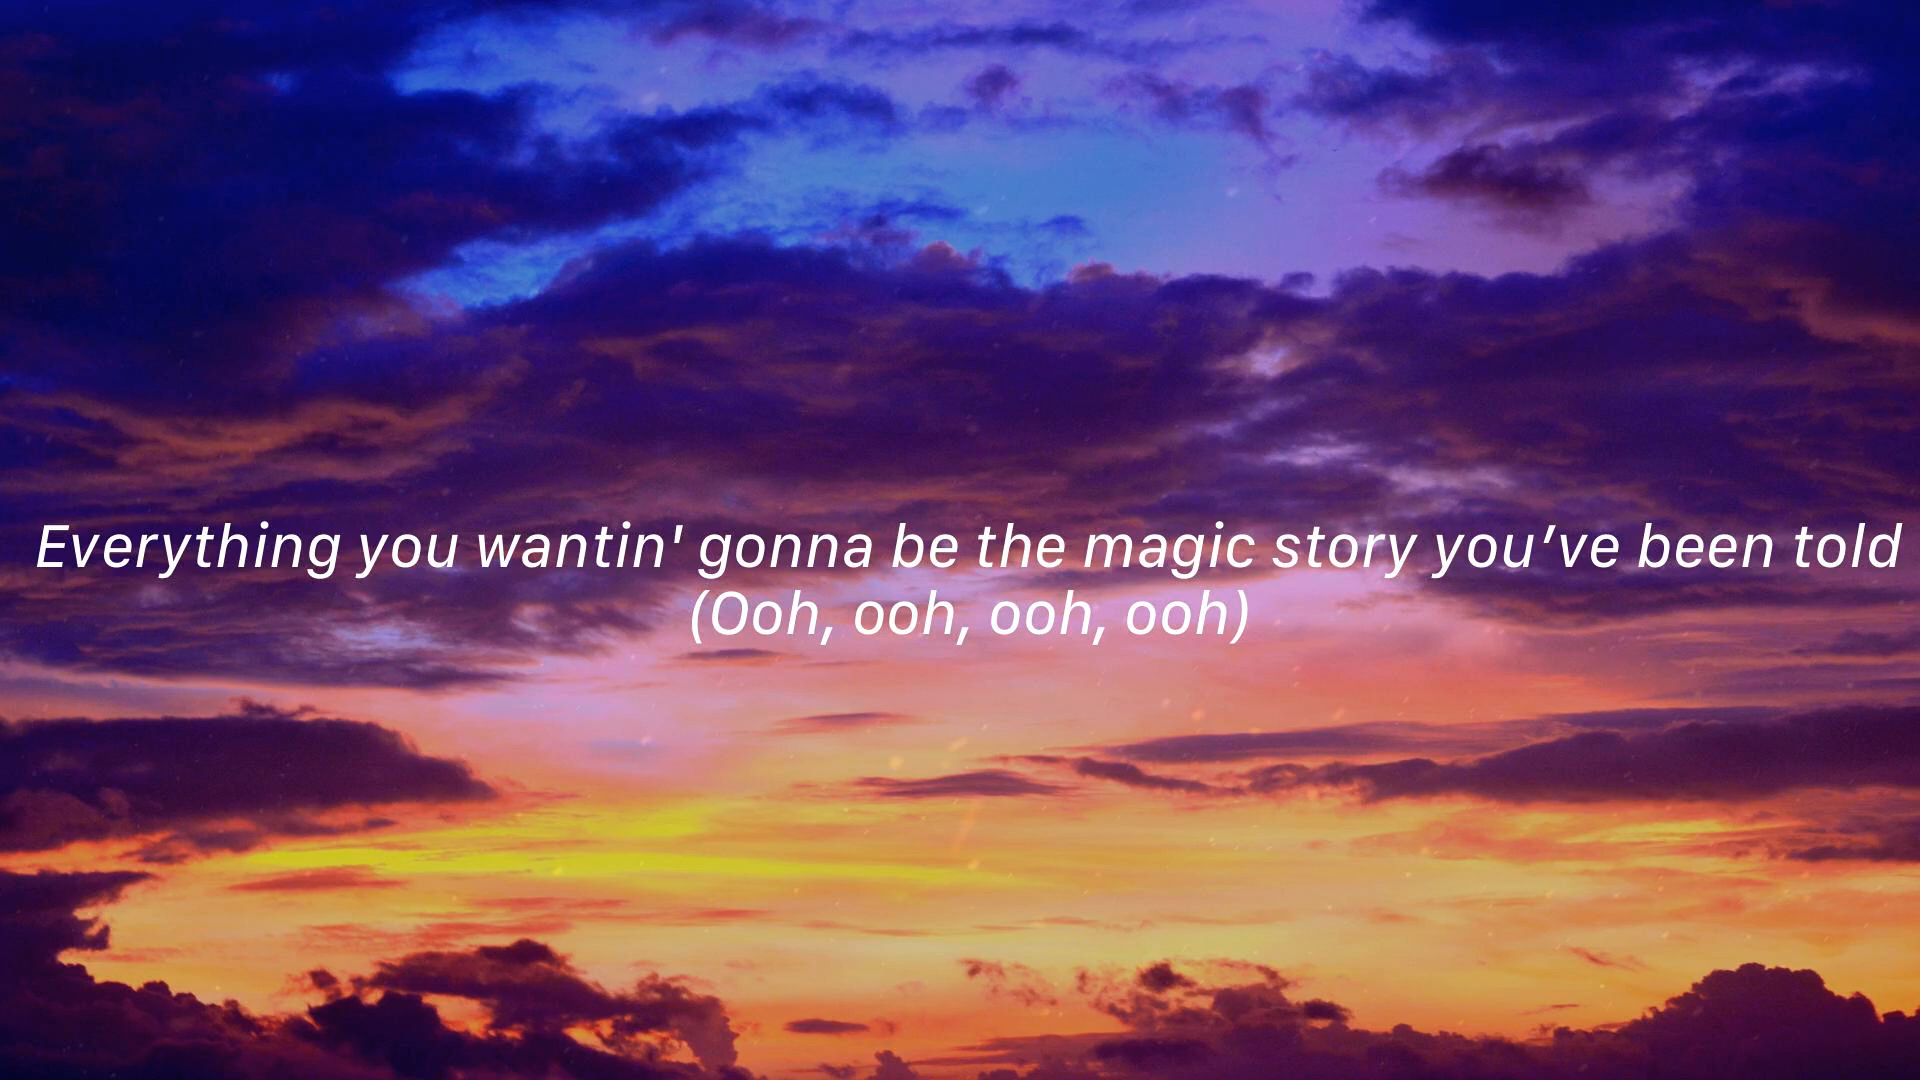 Everything you wantin' gonna be the magic story you’ve been told
(Ooh, ooh, ooh, ooh)